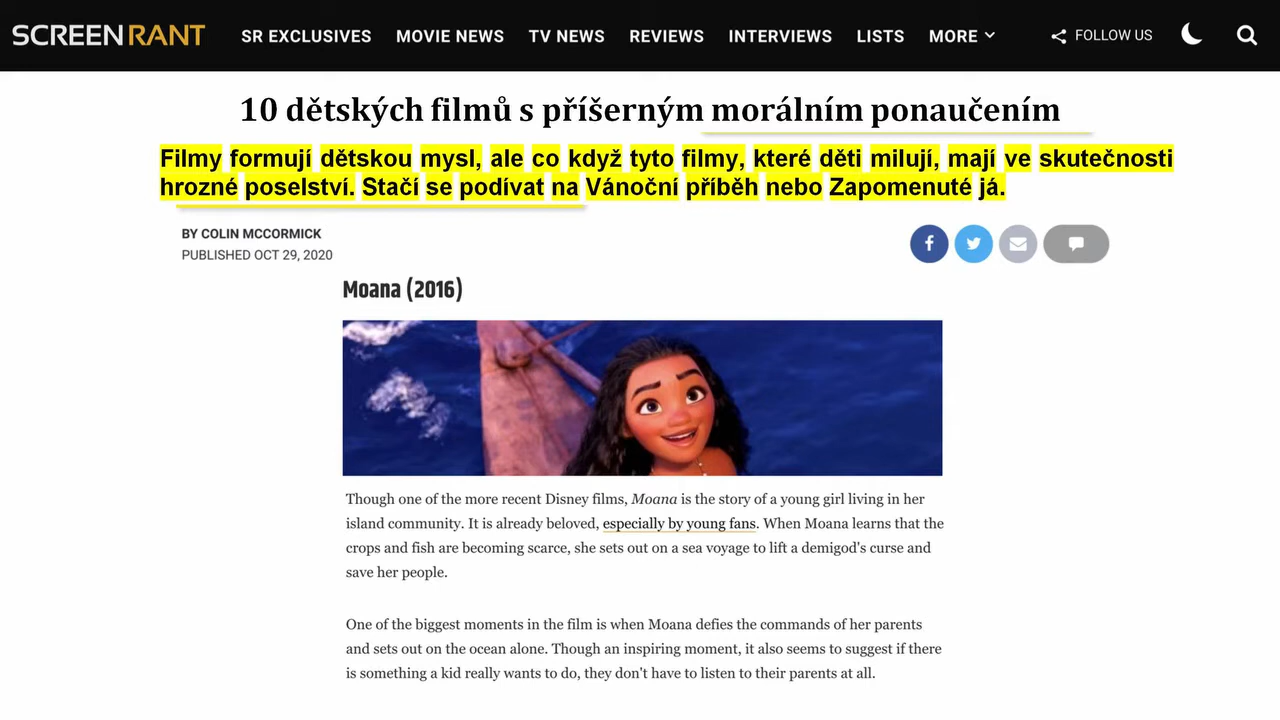 SCREENRANT SR EXCLUSIVES MOVIE NEWS TV NEWS REVIEWS INTERVIEWS LISTS MORE FOLLOW US
10 dětských filmů s příšerným morálním ponaučením
Filmy formují dětskou mysl, ale co když tyto filmy, které děti milují, mají ve skutečnosti
hrozné poselství. Stačí se podívat na Vánoční příběh nebo Zapomenuté já.
BY COLIN MCCORMICK
PUBLISHED OCT 29, 2020
Moana (2016)
Though one of the more recent Disney films, Moana is the story of a young girl living in her
island community. It is already beloved, especially by young fans. When Moana learns that the
crops and fish are becoming scarce, she sets out on a sea voyage to lift a demigod's curse and
save her people.
One of the biggest moments in the film is when Moana defies the commands of her parents
and sets out on the ocean alone. Though an inspiring moment, it also seems to suggest if there
is something a kid really wants to do, they don't have to listen to their parents at all.